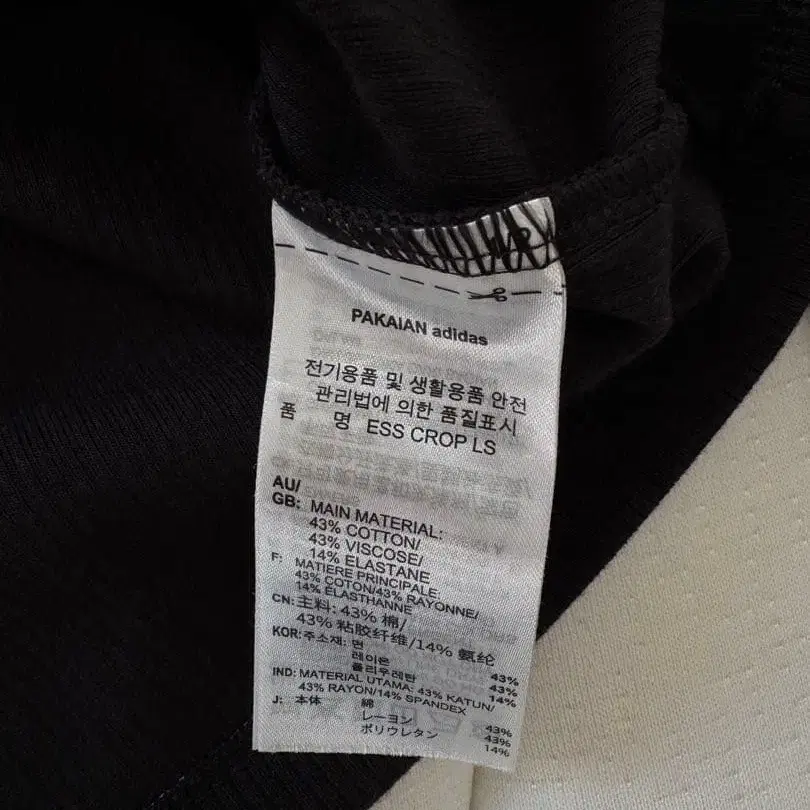 PAKAIAN adidas
전기용품 및 생활용품 안전
관리법에 의한 품질표시
품 명 ESS CROP LS
AU/
GB: MAIN MATERIAL:
43% COTTON/
43% VISCOSE/
14% ELASTANE
F: MATIERE PRINCIPALE:
43% COTON/43% RAYONNE/
14% ÉLASTHANNE
CN: 主料: 43% 棉/
43% 粘胶纤维/14% 氨纶
KOR: 주소재: 면 43%
레이온 43%
폴리우레탄 14%
IND: MATERIAL UTAMA: 43% KATUN/
43% RAYON/14% SPANDEX
J: 本体 綿 43%
レーヨン 43%
ポリウレタン 14%